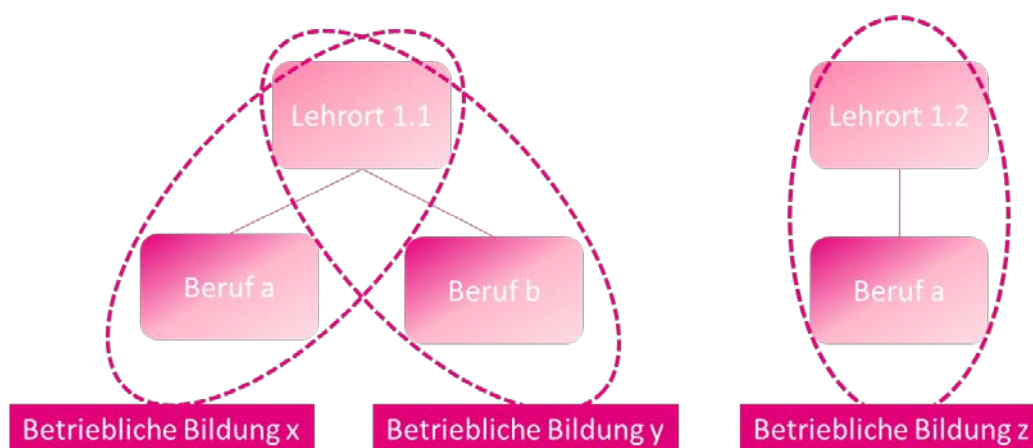 Lehrort 1.1
Lehrort 1.2
Beruf a
Beruf b
Beruf a
Betriebliche Bildung x
Betriebliche Bildung y
Betriebliche Bildung z